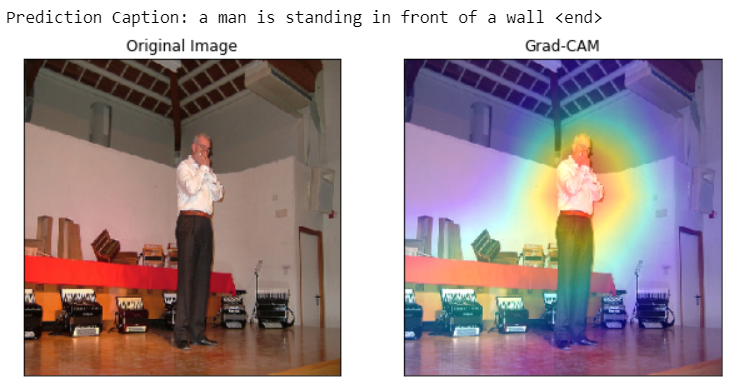 Prediction Caption: a man is standing in front of a wall <end>
Original Image
Grad-CAM